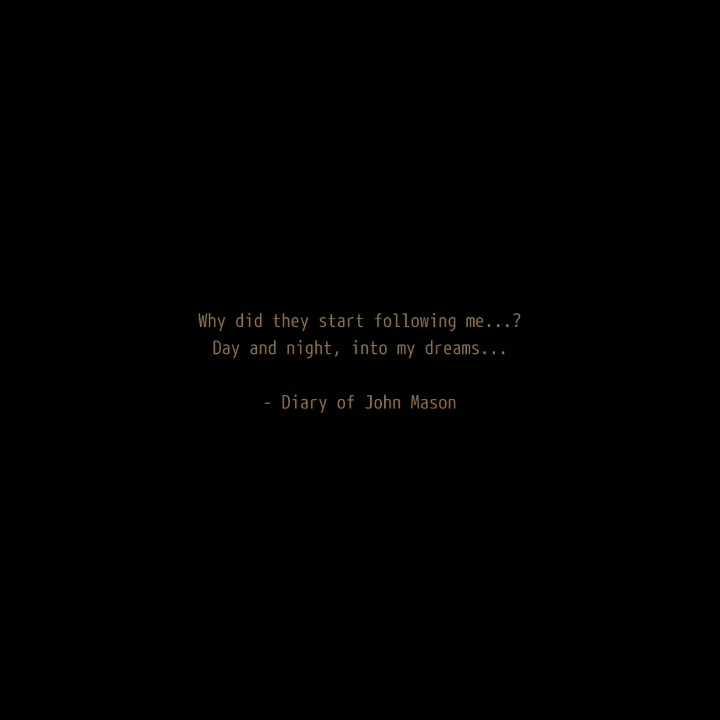 Why did they start following me...?
Day and night, into my dreams...
- Diary of John Mason